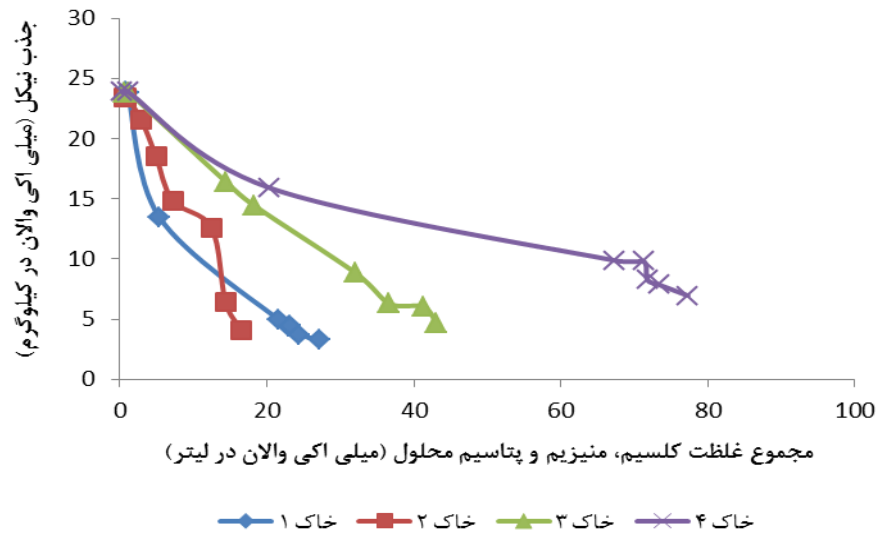 30
25
20
15
10
5
0
جذب نیکل (میلی اکی والان در کیلوگرم)
0 20 40 60 80 100
مجموع غلظت کلسیم، منیزیم و پتاسیم محلول (میلی اکی والان در لیتر)
خاک ۱ خاک ۲ خاک ۳ خاک ۴